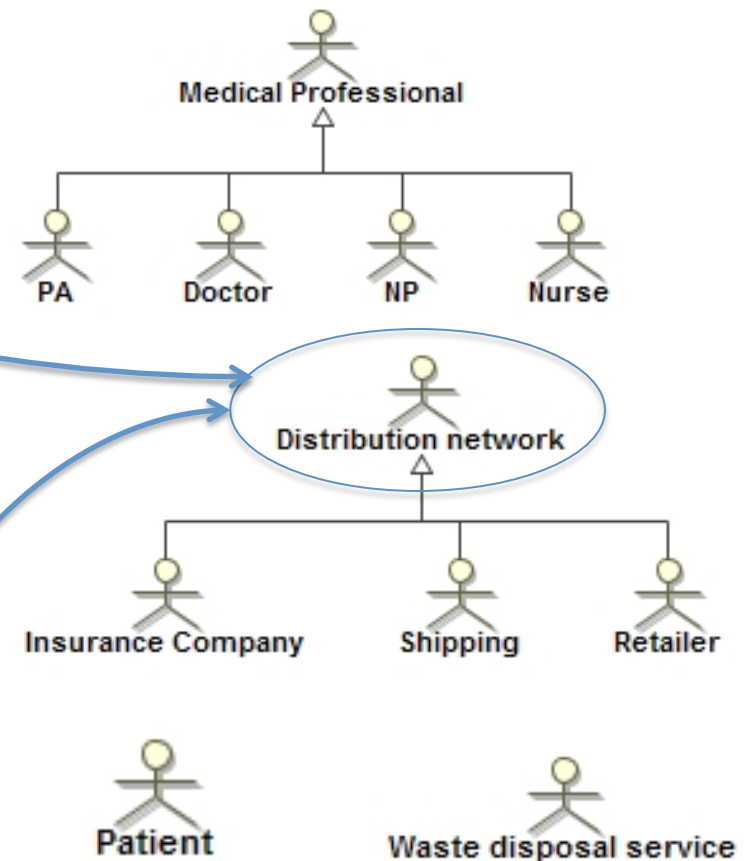 Medical Professional
PA Doctor NP Nurse
Distribution network
Insurance Company Shipping Retailer
Patient Waste disposal service